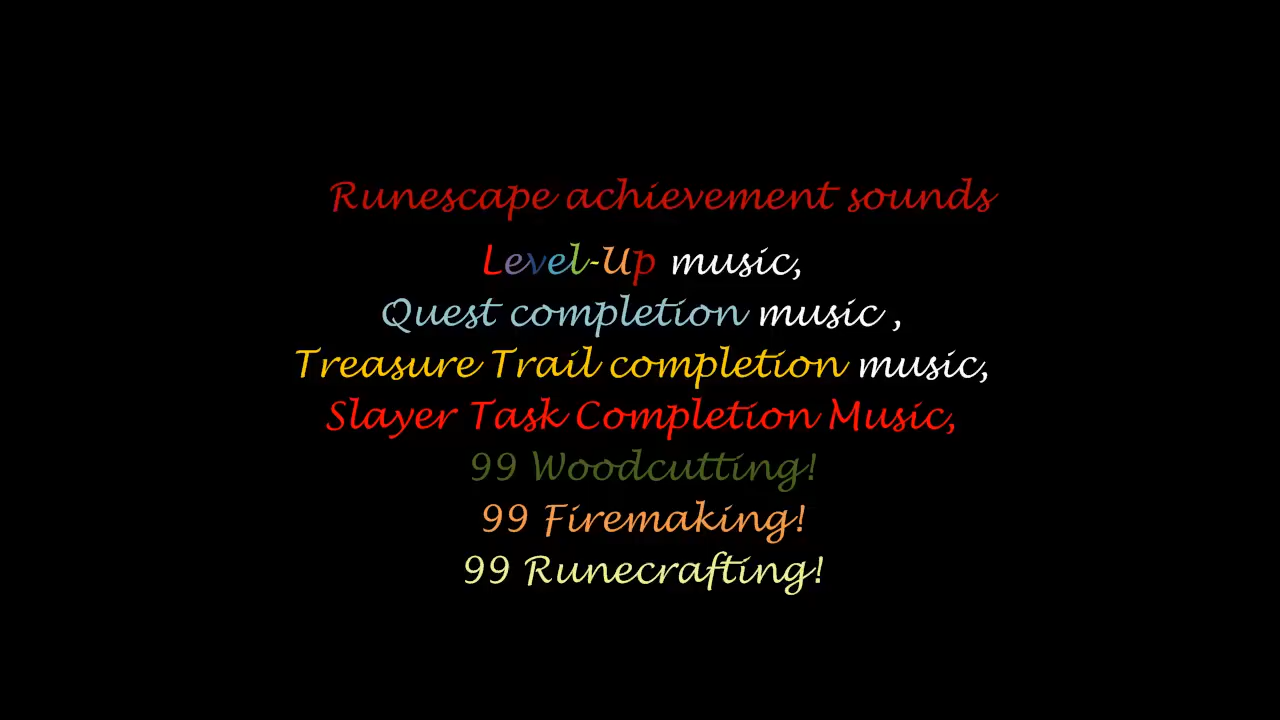 Runescape achievement sounds
Level-Up music,
Quest completion music ,
Treasure Trail completion music,
Slayer Task Completion Music,
99 Woodcutting!
99 Firemaking!
99 Runecrafting!